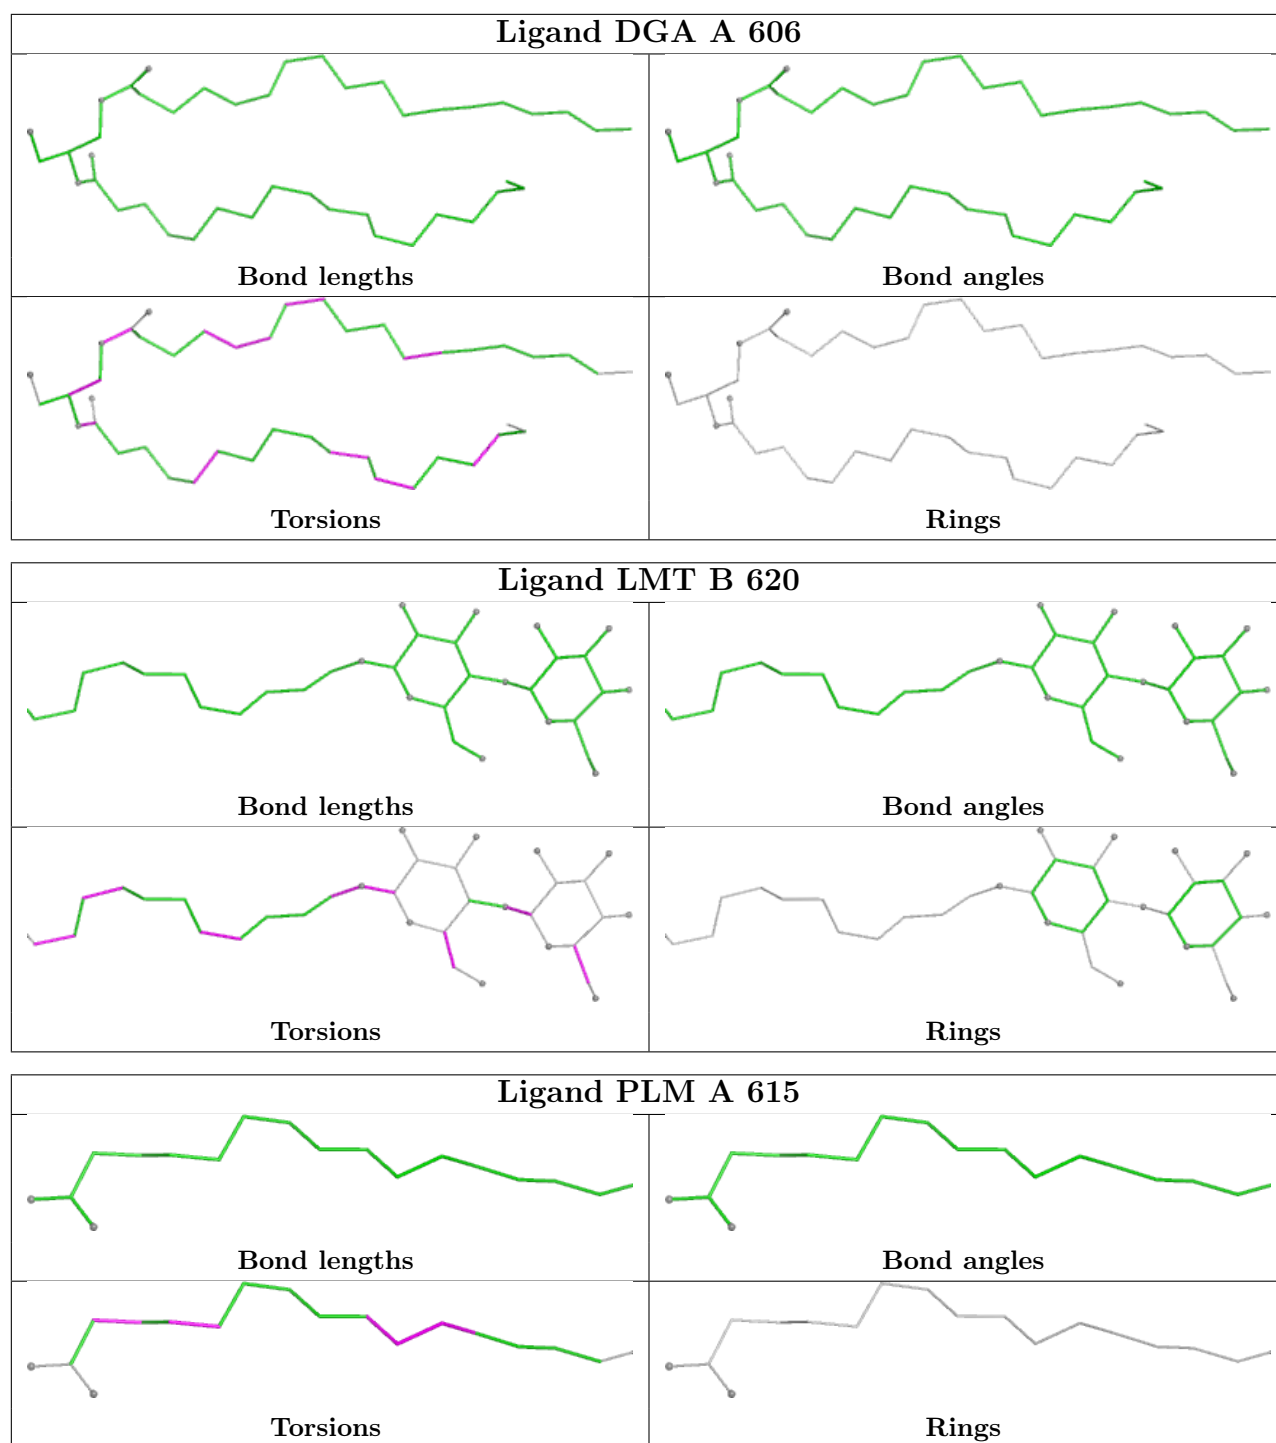 Ligand DGA A 606
Bond lengths
Bond angles
Torsions
Rings
Ligand LMT B 620
Bond lengths
Bond angles
Torsions
Rings
Ligand PLM A 615
Bond lengths
Bond angles
Torsions
Rings